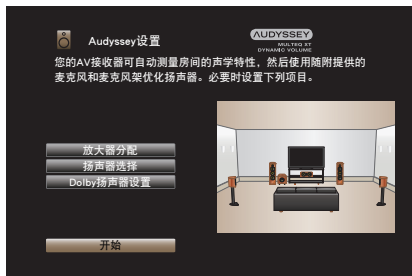 Audyssey设置
AUDYSSEY
MULTEQ XT
DYNAMIC VOLUME
您的AV接收器可自动测量房间的声学特性，然后使用随附提供的
麦克风和麦克风架优化扬声器。必要时设置下列项目。
放大器分配
扬声器选择
Dolby扬声器设置
开始